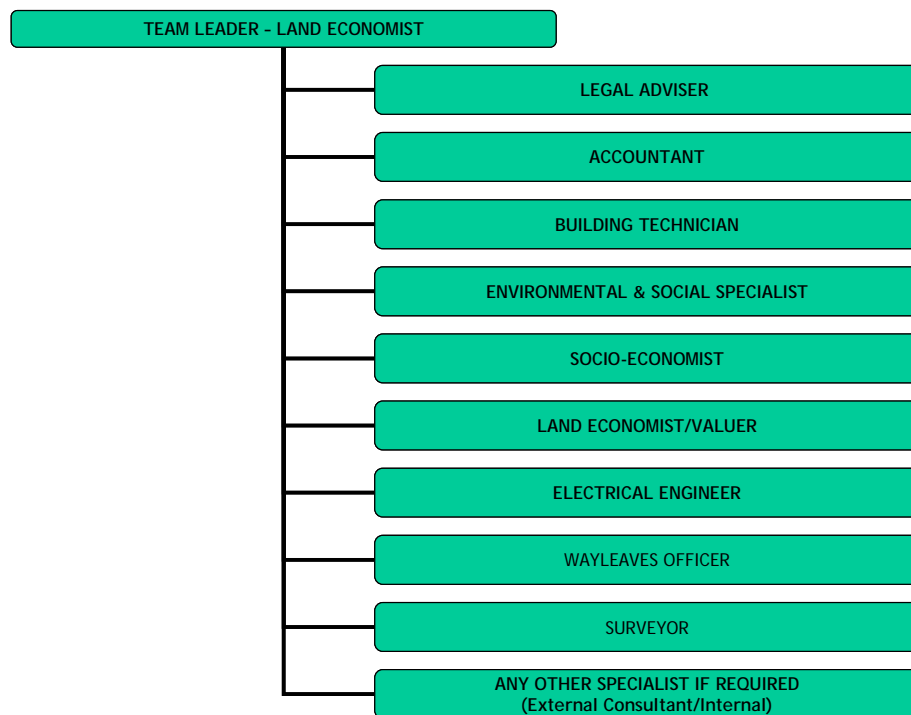 TEAM LEADER - LAND ECONOMIST
LEGAL ADVISER
ACCOUNTANT
BUILDING TECHNICIAN
ENVIRONMENTAL & SOCIAL SPECIALIST
SOCIO-ECONOMIST
LAND ECONOMIST/VALUER
ELECTRICAL ENGINEER
WAYLEAVES OFFICER
SURVEYOR
ANY OTHER SPECIALIST IF REQUIRED
(External Consultant/Internal)